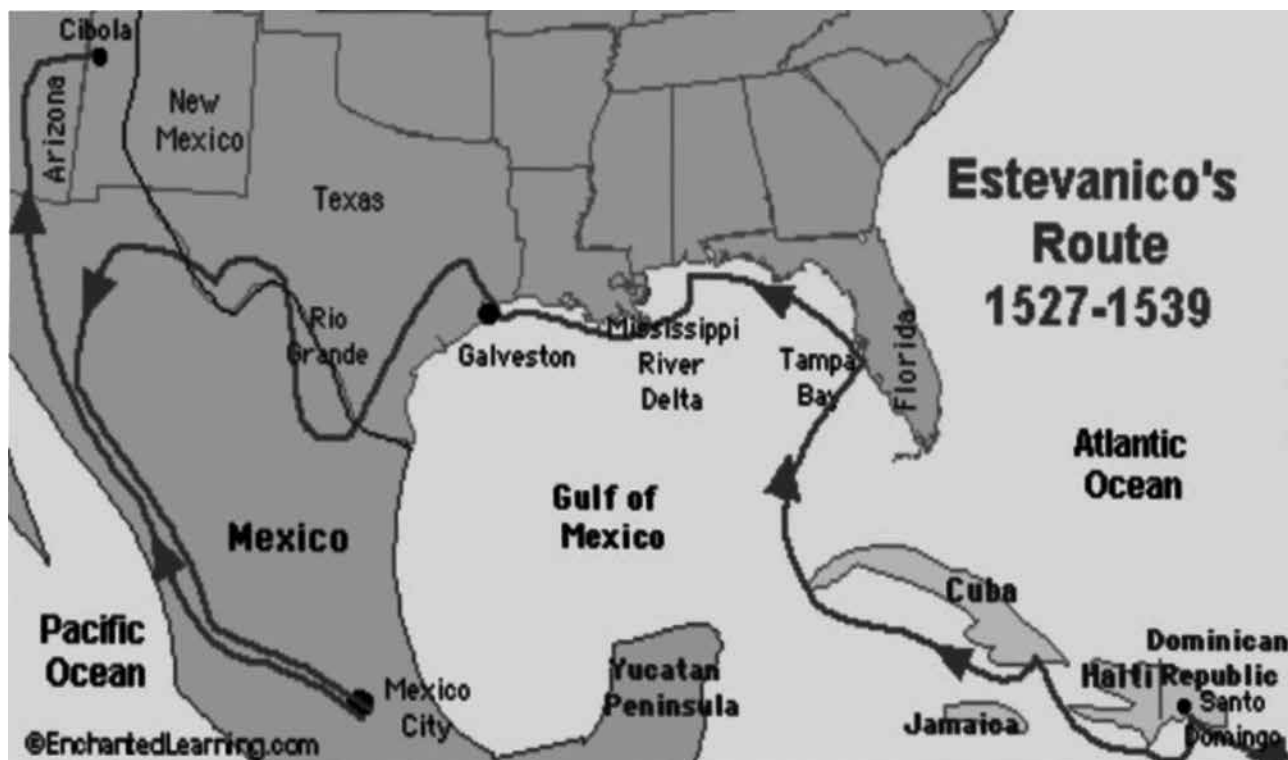 Cibola
Arizona
New
Mexico
Texas
Estevanico's
Route
1527-1539
Rio
Grande
Galveston
Mississippi
River
Delta
Tampa
Bay
Florida
Atlantic
Ocean
Gulf of
Mexico
Mexico
Cuba
Pacific
Ocean
Dominican
Haiti Republic
Yucatan
Peninsula
Mexico
City
Jamaica
Santo
Domingo
©EnchantedLearning.com